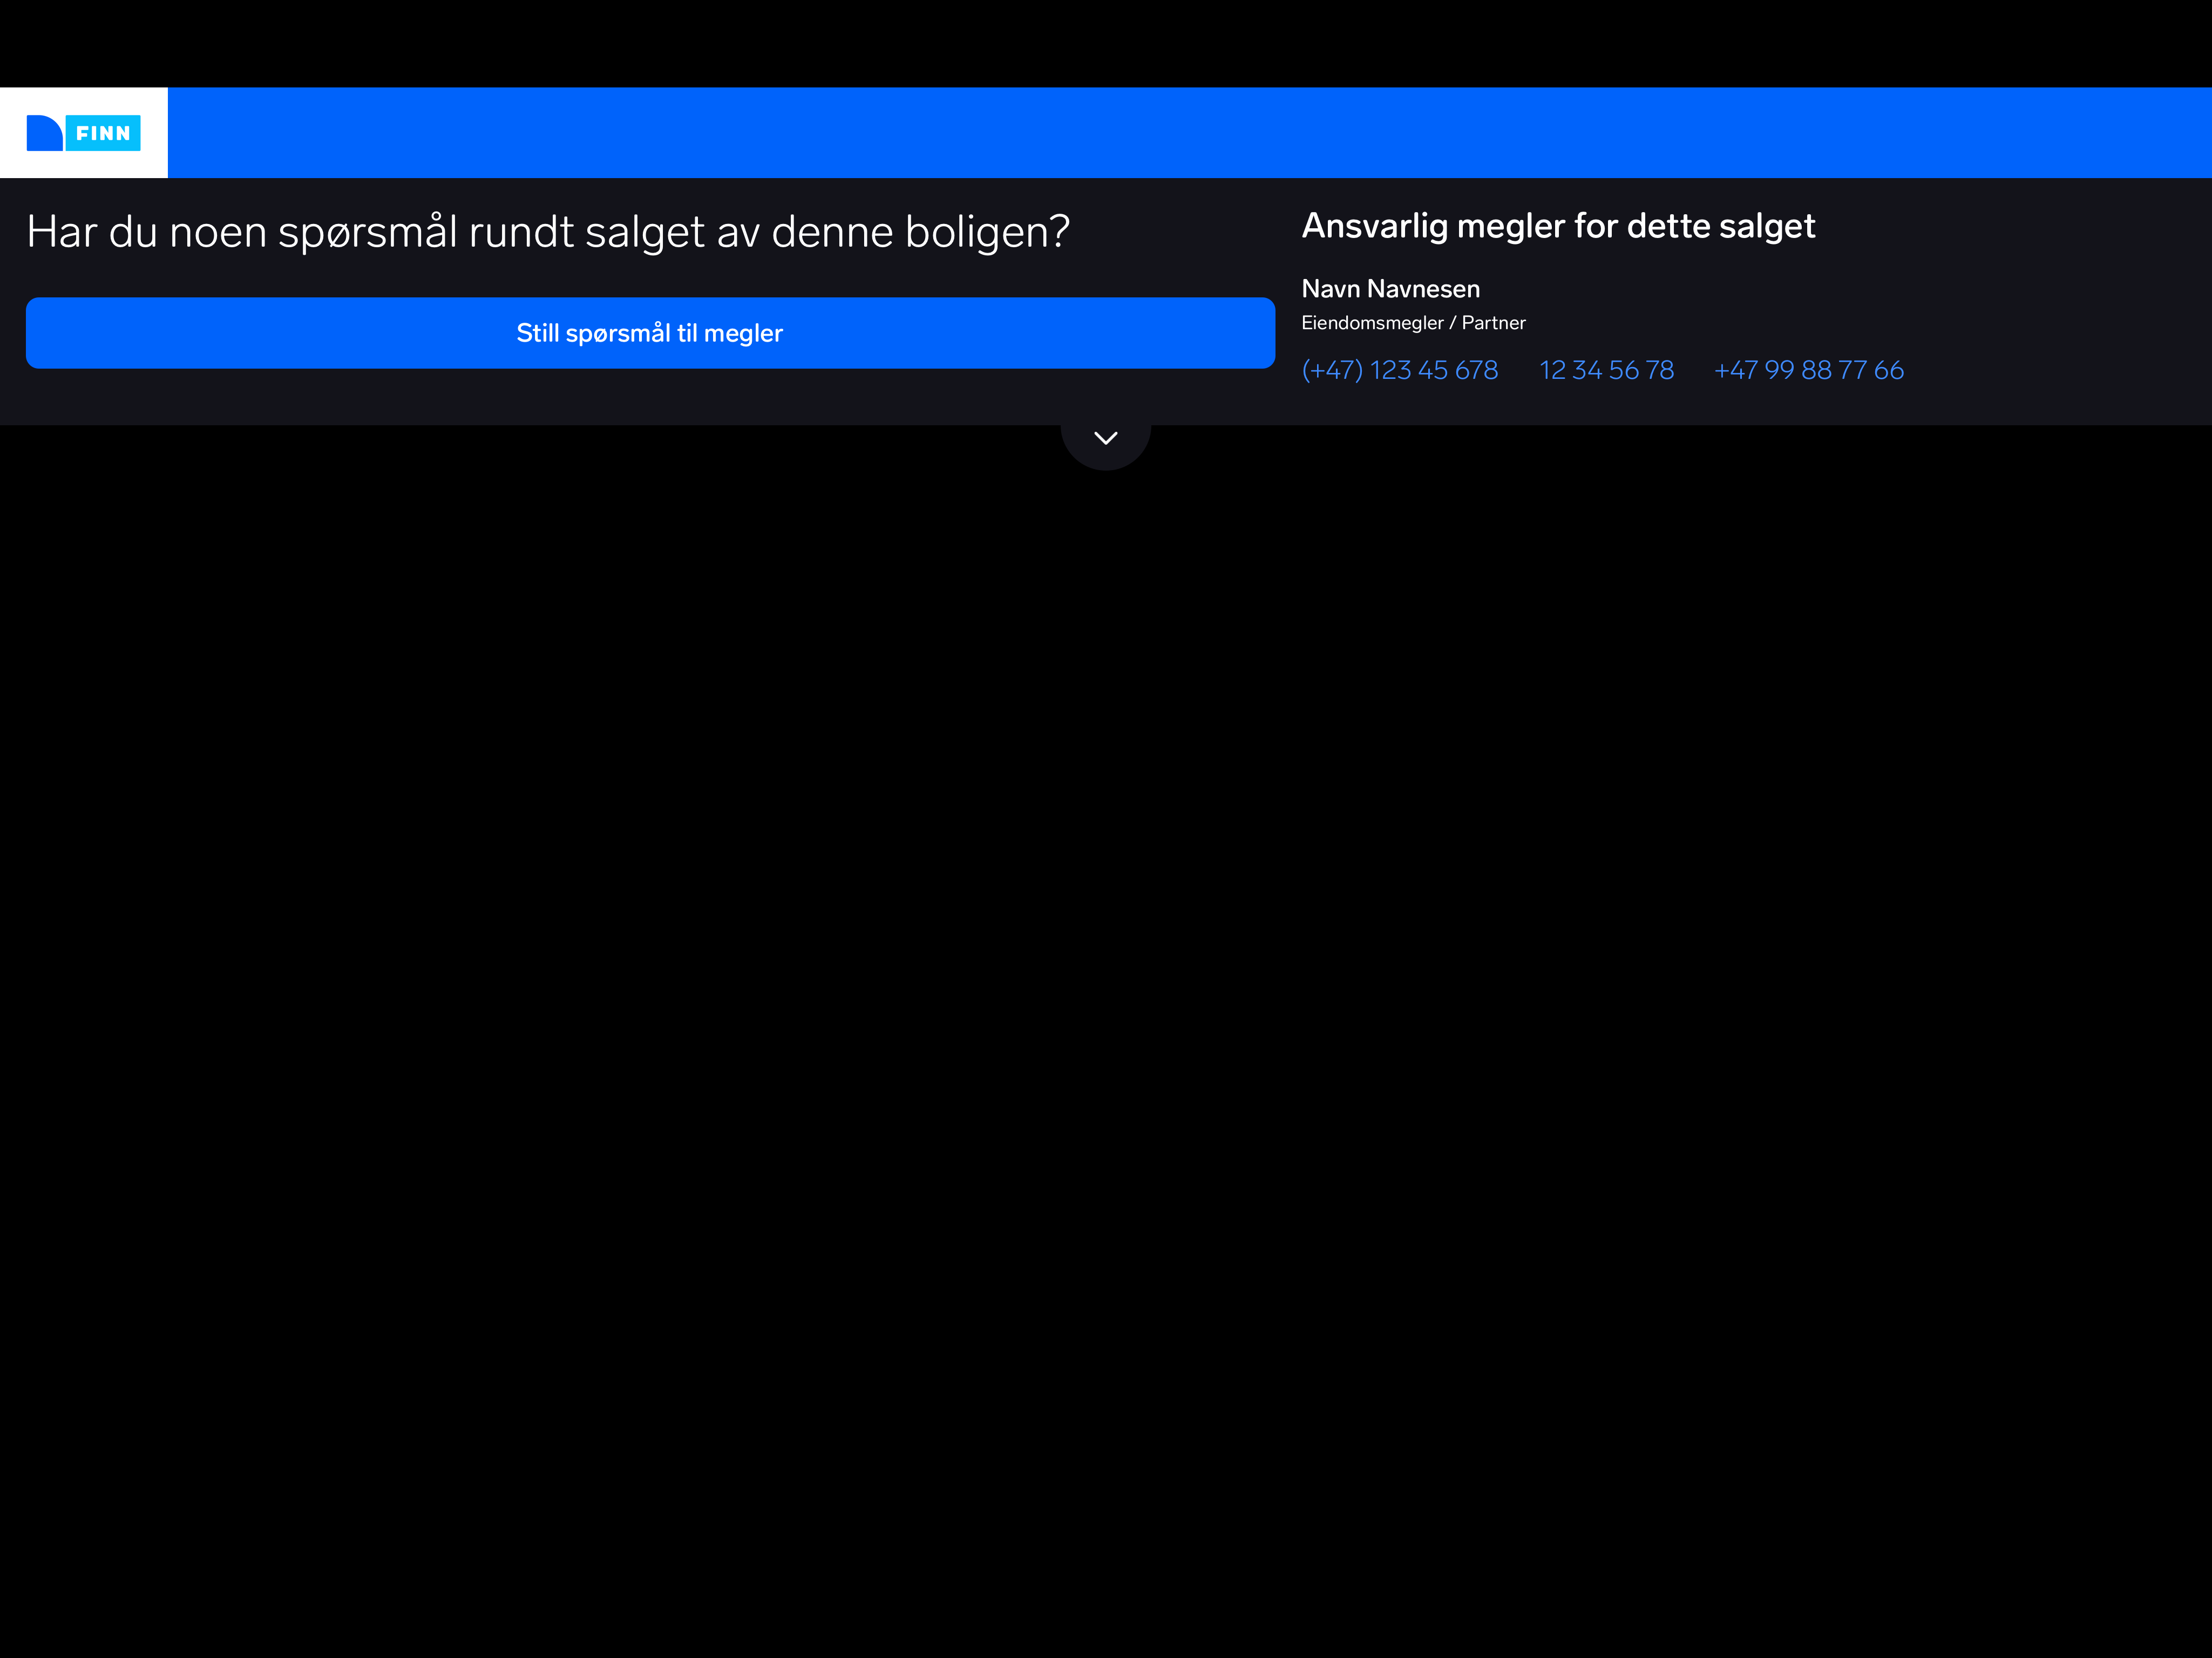 FINN
Har du noen spørsmål rundt salget av denne boligen?
Still spørsmål til megler
Ansvarlig megler for dette salget
Navn Navnesen
Eiendomsmegler / Partner
(+47) 123 45 678 12 34 56 78 +47 99 88 77 66